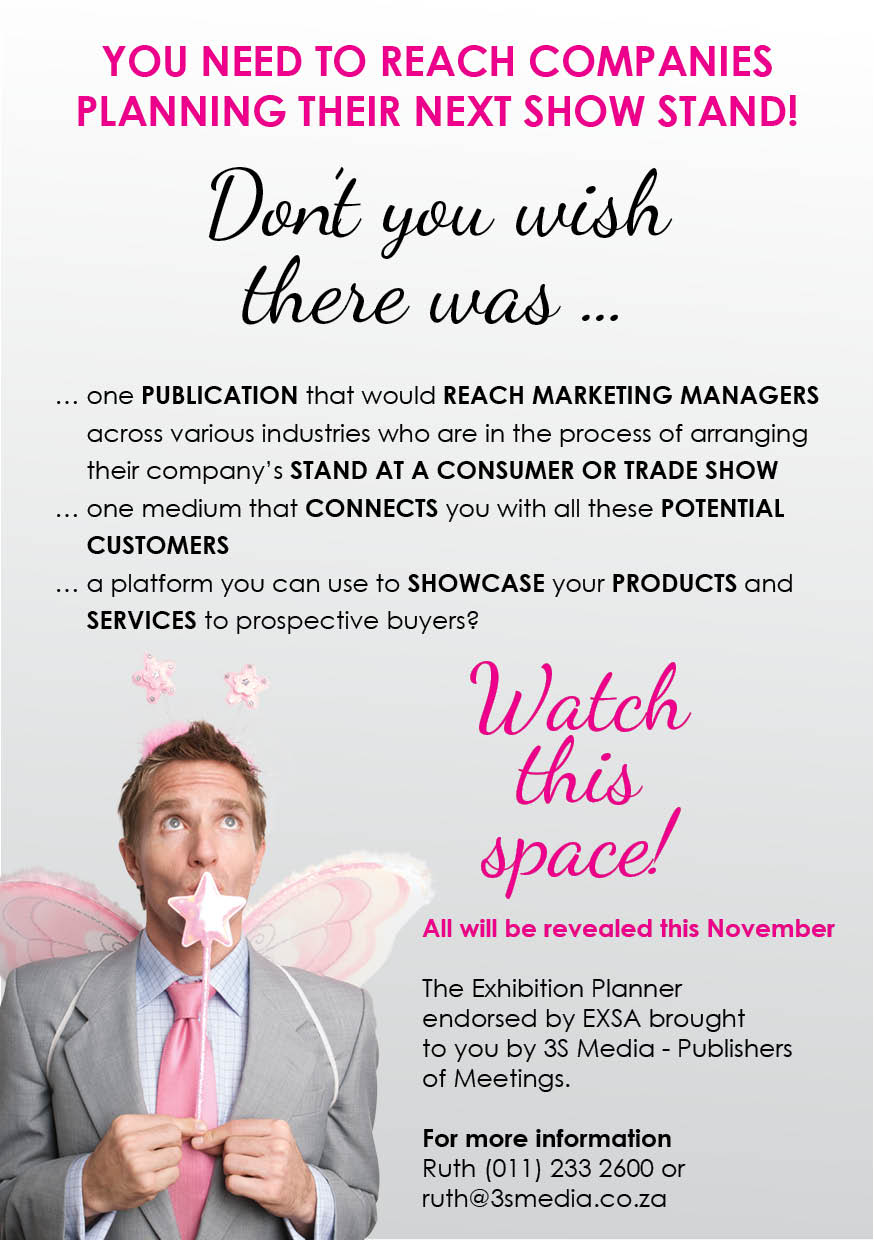 YOU NEED TO REACH COMPANIES
PLANNING THEIR NEXT SHOW STAND!
Don't you wish
there was ...
... one PUBLICATION that would REACH MARKETING MANAGERS
across various industries who are in the process of arranging
their company's STAND AT A CONSUMER OR TRADE SHOW
... one medium that CONNECTS you with all these POTENTIAL
CUSTOMERS
... a platform you can use to SHOWCASE your PRODUCTS and
SERVICES to prospective buyers?
Watch
this
space!
All will be revealed this November
The Exhibition Planner
endorsed by EXSA brought
to you by 3S Media - Publishers
of Meetings.
For more information
Ruth (011) 233 2600 or
ruth@3smedia.co.za